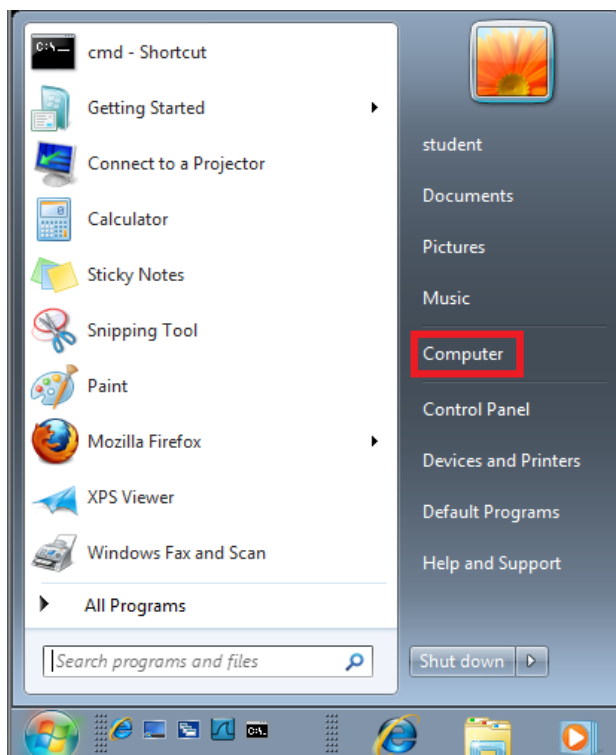 C:\
cmd - Shortcut
Getting Started
Connect to a Projector
Calculator
Sticky Notes
Snipping Tool
Paint
Mozilla Firefox
XPS Viewer
Windows Fax and Scan
All Programs
Search programs and files
student
Documents
Pictures
Music
Computer
Control Panel
Devices and Printers
Default Programs
Help and Support
Shut down
C:\